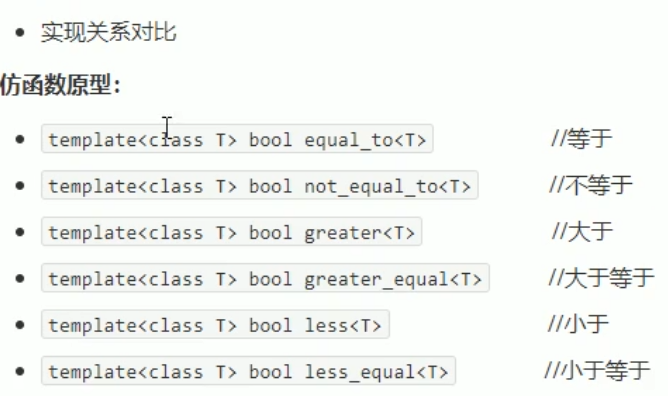 实现关系对比
仿函数原型：
template<class T> bool equal_to<T> //等于
template<class T> bool not_equal_to<T> //不等于
template<class T> bool greater<T> //大于
template<class T> bool greater_equal<T> //大于等于
template<class T> bool less<T> //小于
template<class T> bool less_equal<T> //小于等于